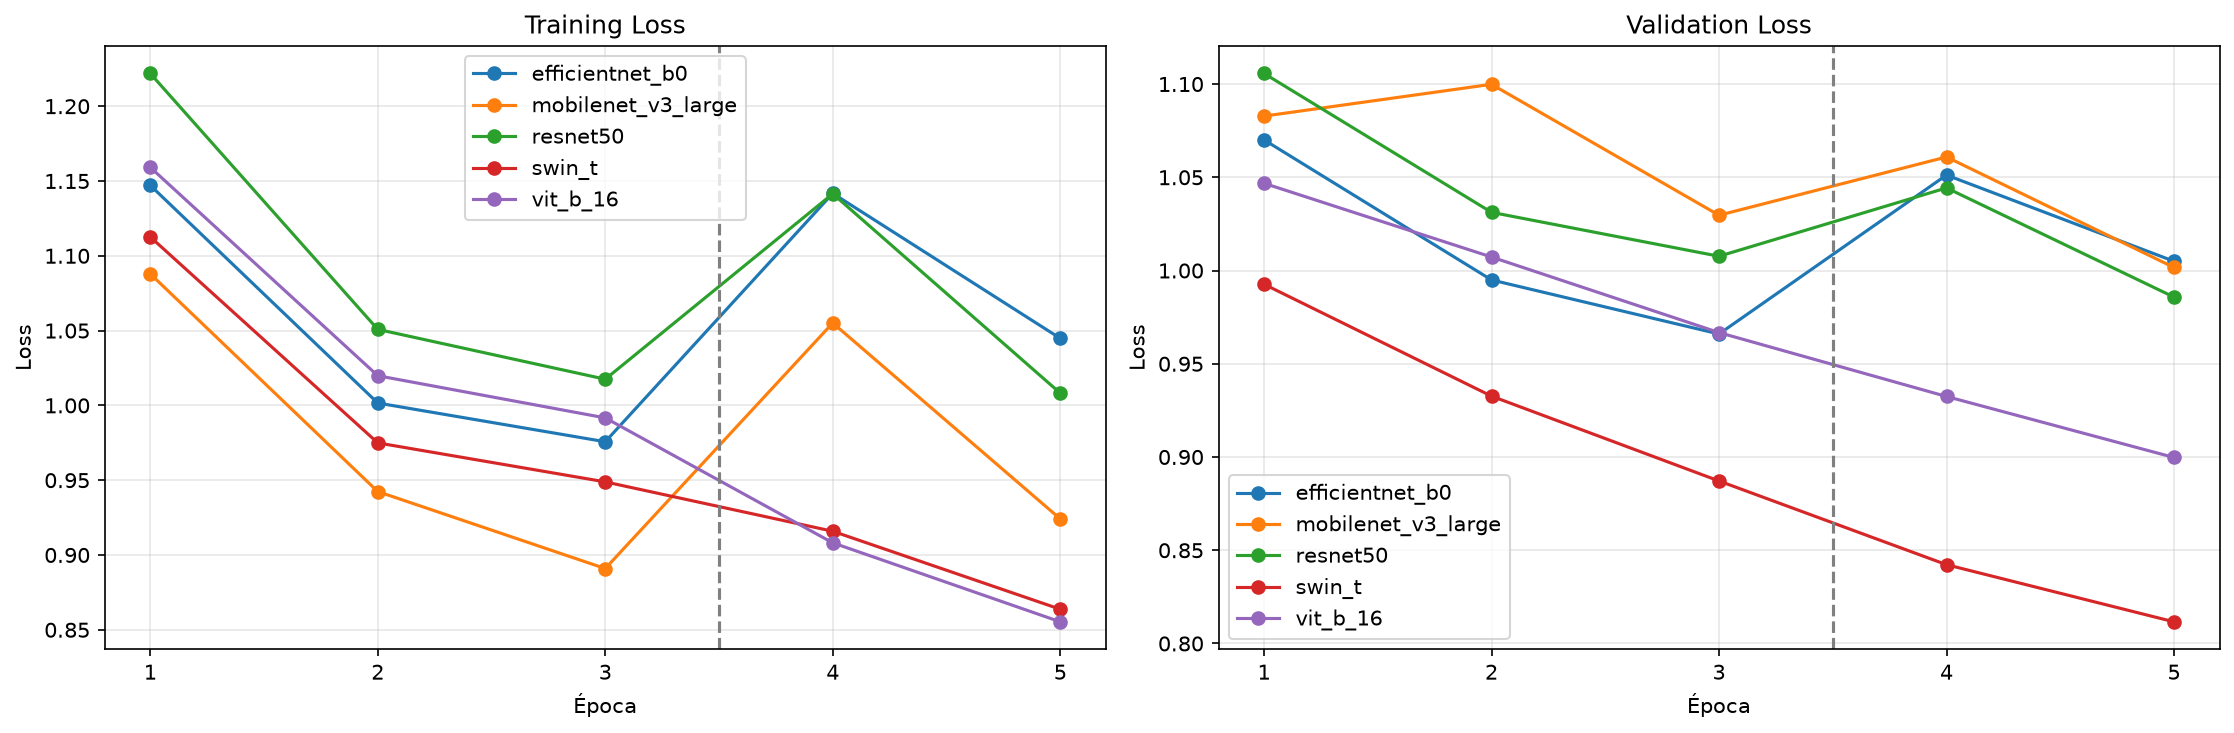 Training Loss
Loss
1.20
1.15
1.10
1.05
1.00
0.95
0.90
0.85
efficientnet_b0
mobilenet_v3_large
resnet50
swin_t
vit_b_16
1 2 3 4 5
Época
Validation Loss
Loss
1.10
1.05
1.00
0.95
0.90
0.85
0.80
efficientnet_b0
mobilenet_v3_large
resnet50
swin_t
vit_b_16
1 2 3 4 5
Época